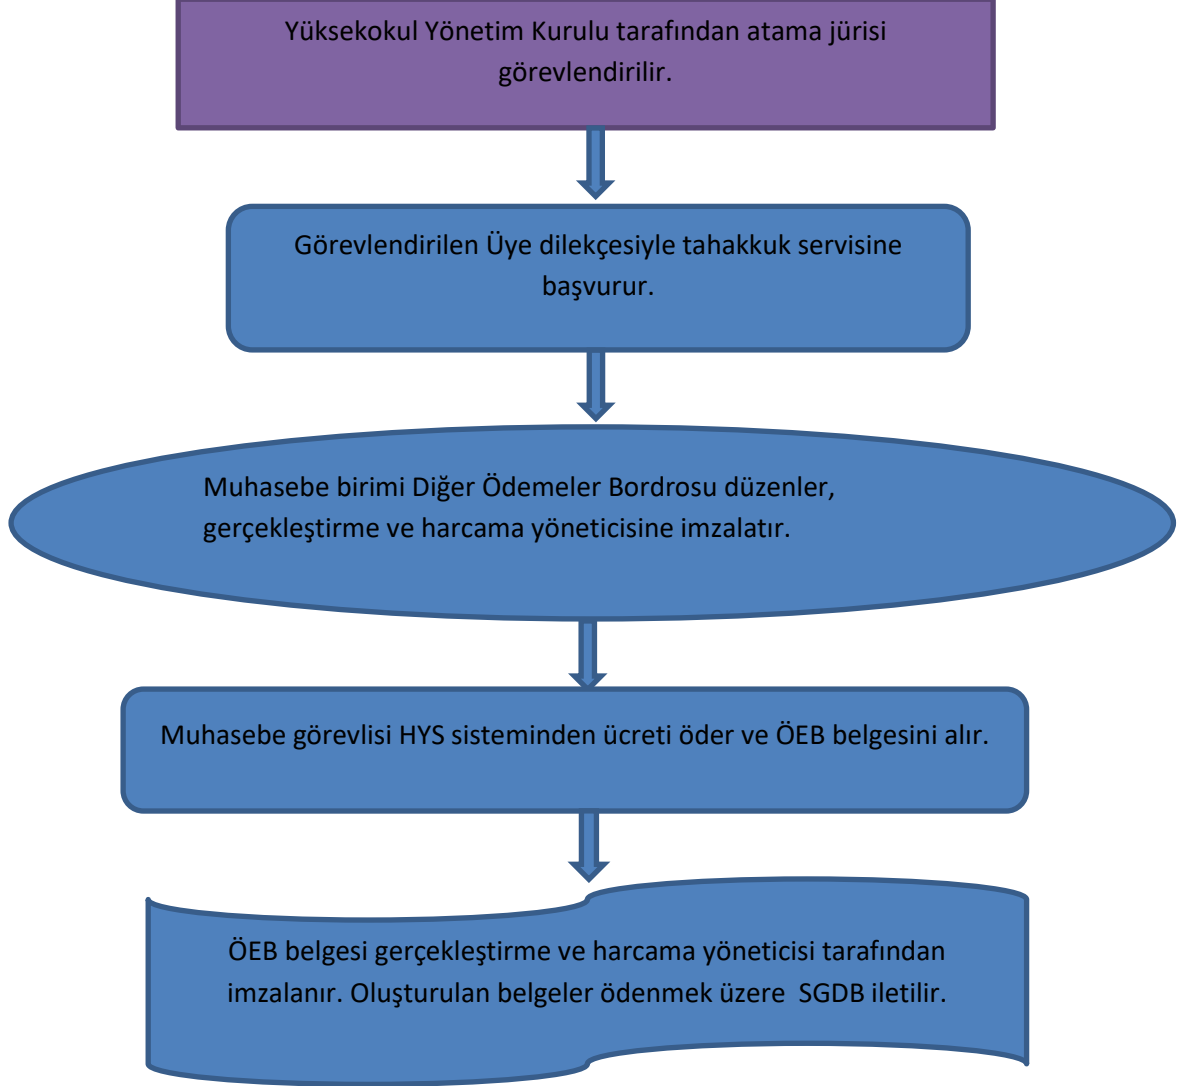 Yüksekokul Yönetim Kurulu tarafından atama jürisi
görevlendirilir.
Görevlendirilen Üye dilekçesiyle tahakkuk servisine
başvurur.
Muhasebe birimi Diğer Ödemeler Bordrosu düzenler,
gerçekleştirme ve harcama yöneticisine imzalatır.
Muhasebe görevlisi HYS sisteminden ücreti öder ve ÖEB belgesini alır.
ÖEB belgesi gerçekleştirme ve harcama yöneticisi tarafından
imzalanır. Oluşturulan belgeler ödenmek üzere  SGDB iletilir.